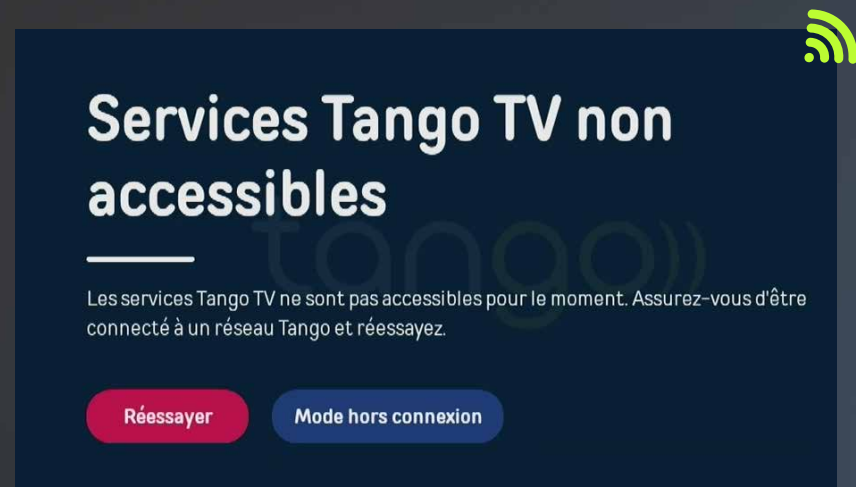 Services Tango TV non
accessibles
tango
Les services Tango TV ne sont pas accessibles pour le moment. Assurez-vous d'être
connecté à un réseau Tango et réessayez.
Réessayer Mode hors connexion